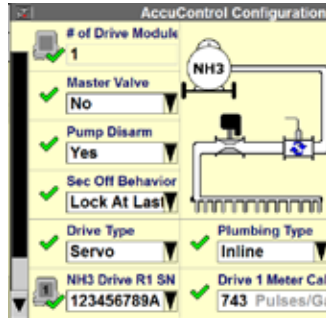 AccuControl Configuration
# of Drive Module
1
NH3
Master Valve
No
Pump Disarm
Yes
Sec Off Behavior
Lock At Last
Drive Type
Servo
Plumbing Type
Inline
NH3 Drive R1 SN
1
123456789A
Drive 1 Meter Cal
743 Pulses/Ga